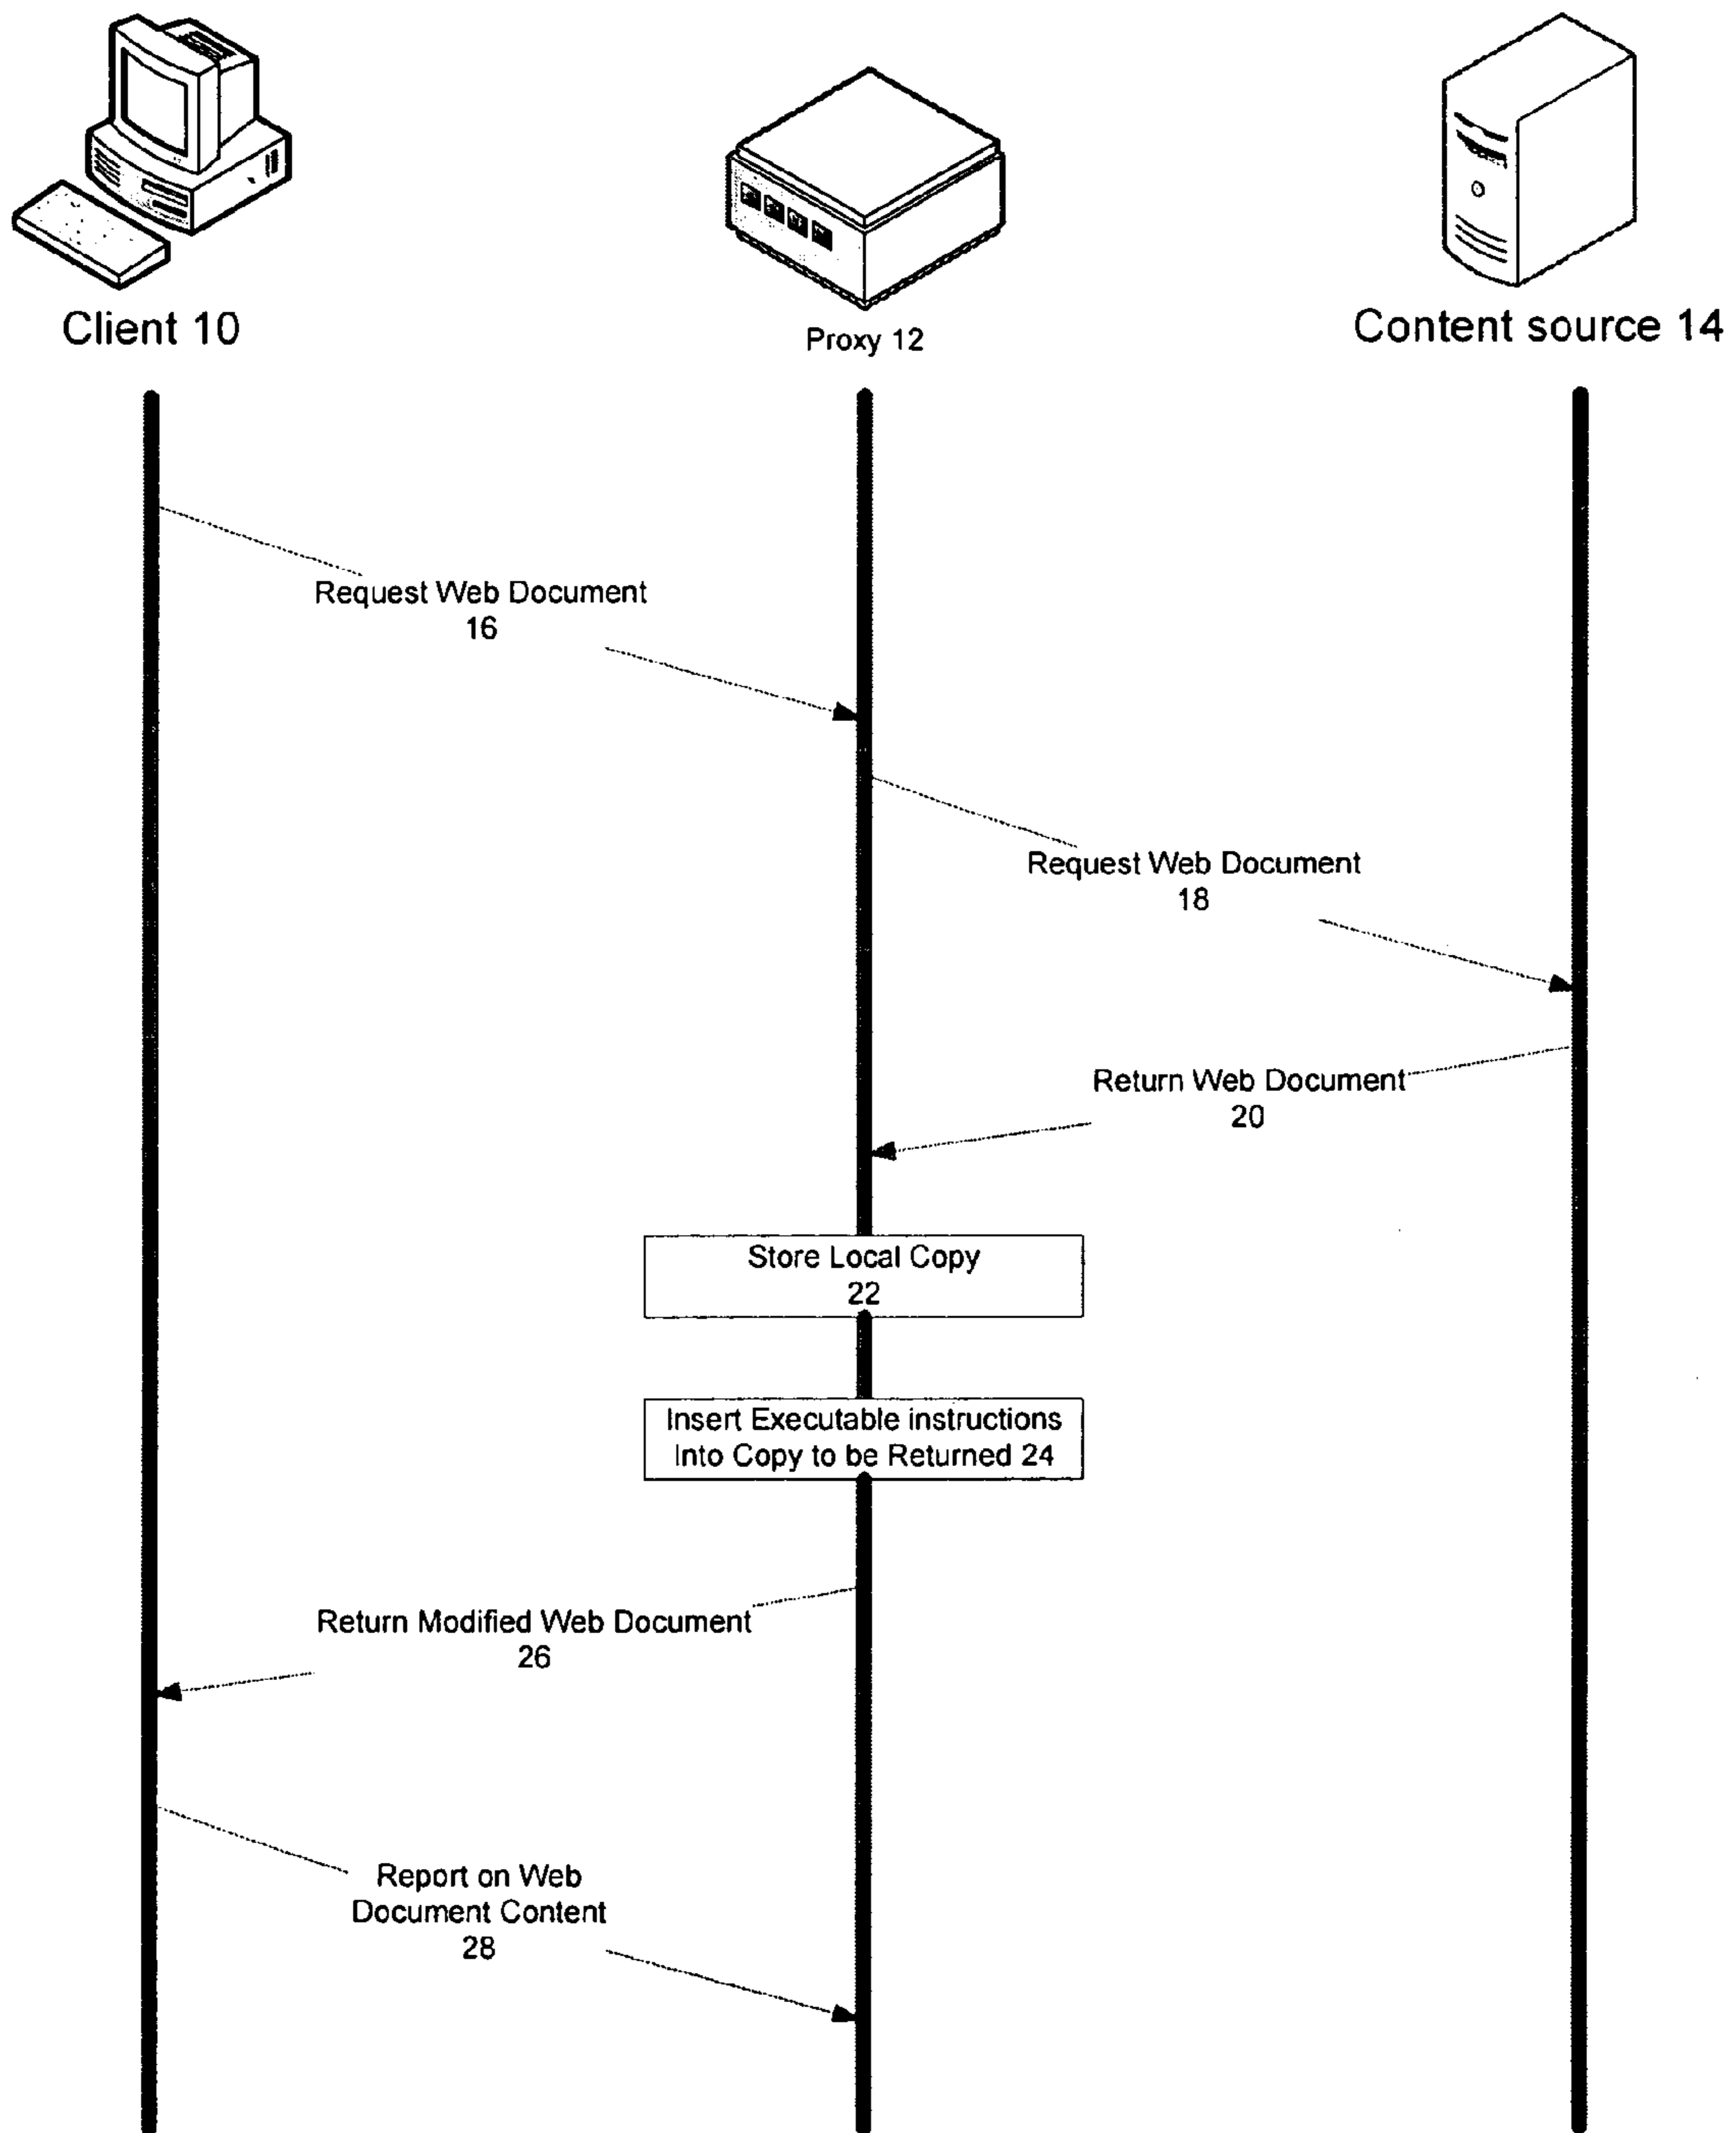 Client 10
Proxy 12
Content source 14
Request Web Document
16
Request Web Document
18
Return Web Document
20
Store Local Copy
22
Insert Executable instructions
Into Copy to be Returned 24
Return Modified Web Document
26
Report on Web
Document Content
28